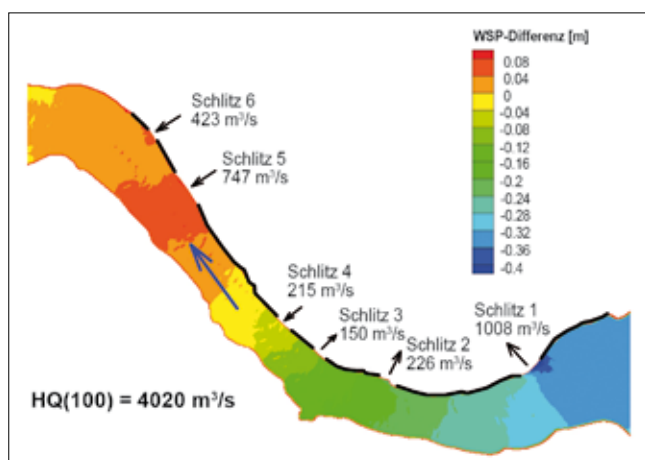 WSP-Differenz [m]
0.08
0.04
0
-0.04
-0.08
-0.12
-0.16
-0.2
-0.24
-0.28
-0.32
-0.36
-0.4
Schlitz 6
423 m³/s
Schlitz 5
747 m³/s
Schlitz 4
215 m³/s
Schlitz 3
150 m³/s
Schlitz 2
226 m³/s
Schlitz 1
1008 m³/s
HQ(100) = 4020 m³/s